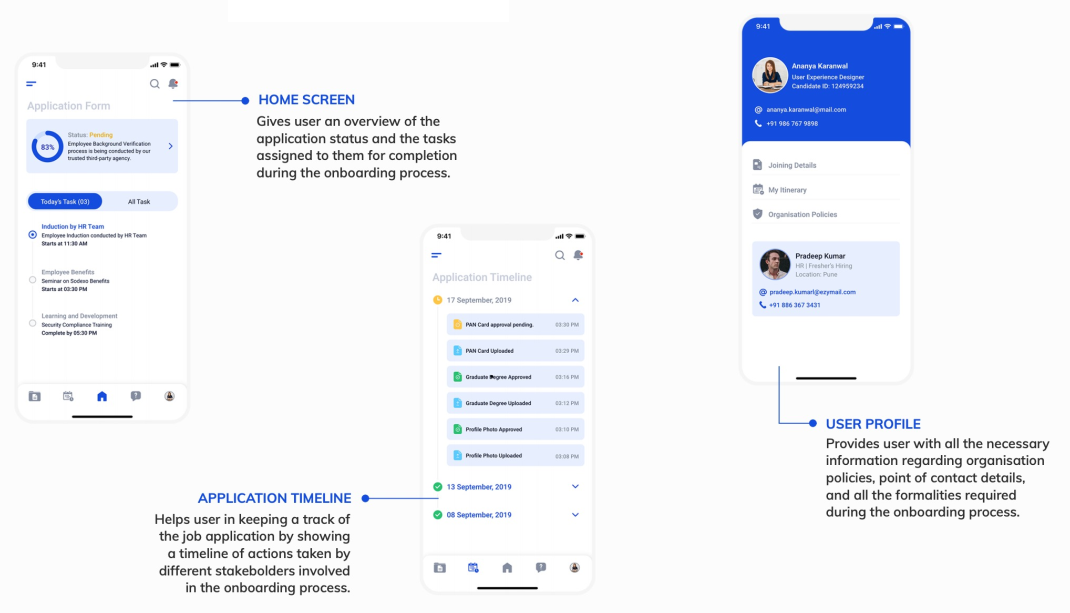 9:41
Application Form
83%
Status: Pending
Employee Background Verification
process is being conducted by our
trusted third-party agency.
Today's Task (03)
All Task
Induction by HR Team
Employee Induction conducted by HR Team
Starts at 11:30 AM
Employee Benefits
Seminar on Sodexo Benefits
Starts at 03:30 PM
Learning and Development
Security Compliance Training
Complete by 05:30 PM
HOME SCREEN
Gives user an overview of the
application status and the tasks
assigned to them for completion
during the onboarding process.
9:41
Application Timeline
17 September, 2019
PAN Card approval pending.
03:30 PM
PAN Card Uploaded
03:29 PM
Graduate Degree Approved
03:16 PM
Graduate Degree Uploaded
03:12 PM
Profile Photo Approved
03:10 PM
Profile Photo Uploaded
03:08 PM
13 September, 2019
08 September, 2019
APPLICATION TIMELINE
Helps user in keeping a track of
the job application by showing
a timeline of actions taken by
different stakeholders involved
in the onboarding process.
9:41
Ananya Karanwal
User Experience Designer
Candidate ID: 124959234
ananya.karanwal@mail.com
+91 986 767 9898
Joining Details
My Itinerary
Organisation Policies
Pradeep Kumar
HR | Fresher's Hiring
Location: Pune
pradeep.kumarl@ezymail.com
+91 886 367 3431
USER PROFILE
Provides user with all the necessary
information regarding organisation
policies, point of contact details,
and all the formalities required
during the onboarding process.